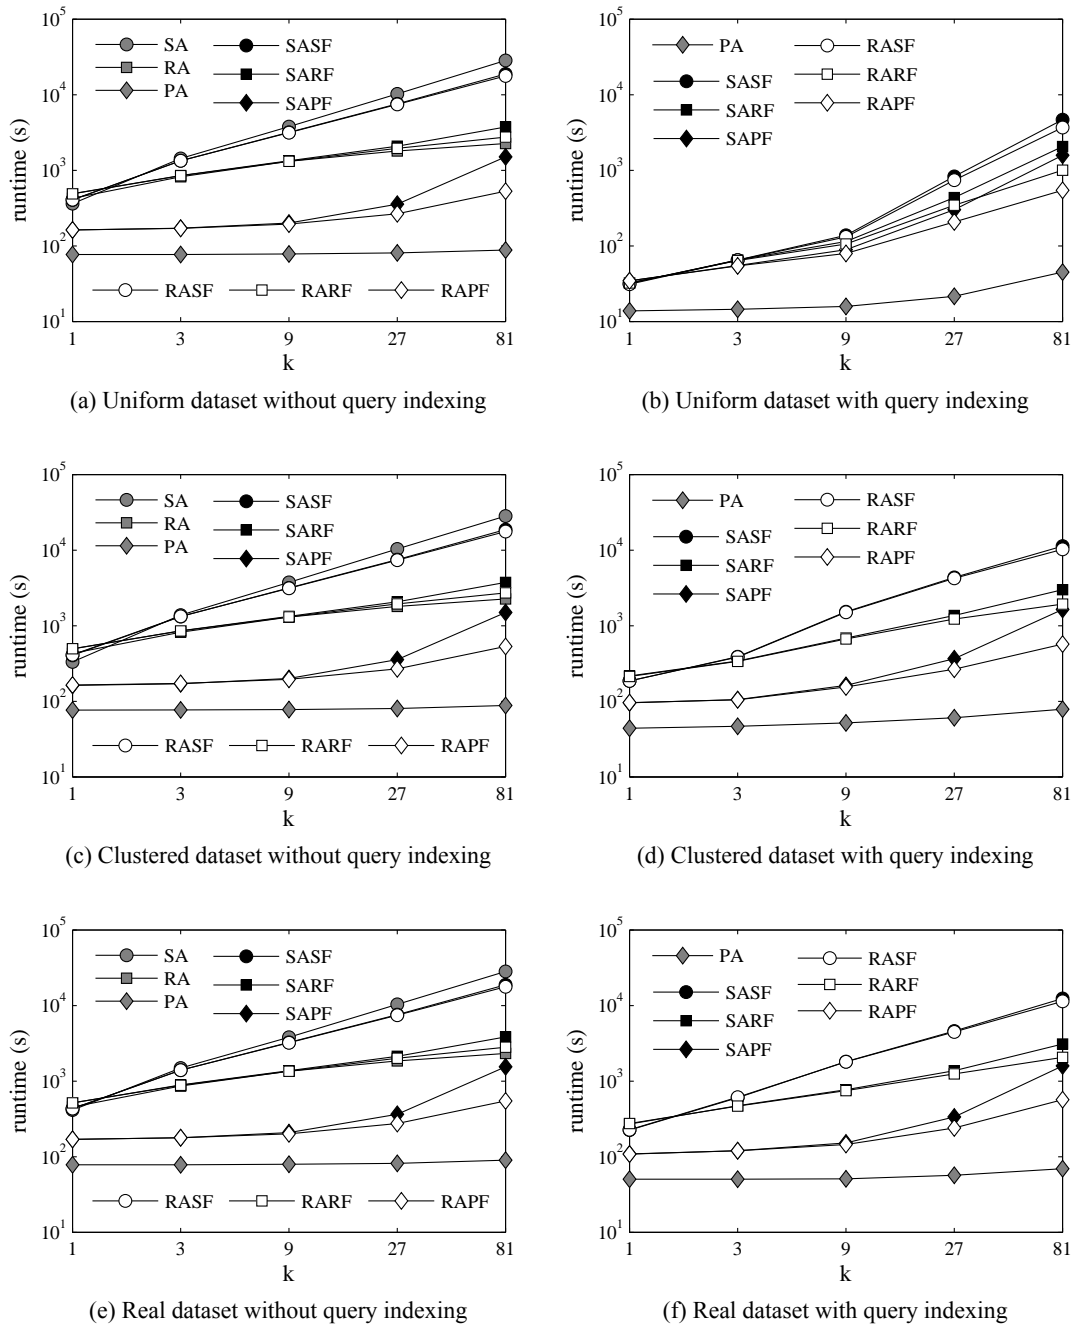 10^5
10^4
10^3
10^2
10^1
runtime (s)
SA
RA
PA
SASF
SARF
SAPF
RASF RARF RAPF
1 3 9 27 81
k
(a) Uniform dataset without query indexing
10^5
10^4
10^3
10^2
10^1
runtime (s)
PA
SASF
SARF
SAPF
RASF
RARF
RAPF
1 3 9 27 81
k
(b) Uniform dataset with query indexing
10^5
10^4
10^3
10^2
10^1
runtime (s)
SA
RA
PA
SASF
SARF
SAPF
RASF RARF RAPF
1 3 9 27 81
k
(c) Clustered dataset without query indexing
10^5
10^4
10^3
10^2
10^1
runtime (s)
PA
SASF
SARF
SAPF
RASF
RARF
RAPF
1 3 9 27 81
k
(d) Clustered dataset with query indexing
10^5
10^4
10^3
10^2
10^1
runtime (s)
SA
RA
PA
SASF
SARF
SAPF
RASF RARF RAPF
1 3 9 27 81
k
(e) Real dataset without query indexing
10^5
10^4
10^3
10^2
10^1
runtime (s)
PA
SASF
SARF
SAPF
RASF
RARF
RAPF
1 3 9 27 81
k
(f) Real dataset with query indexing